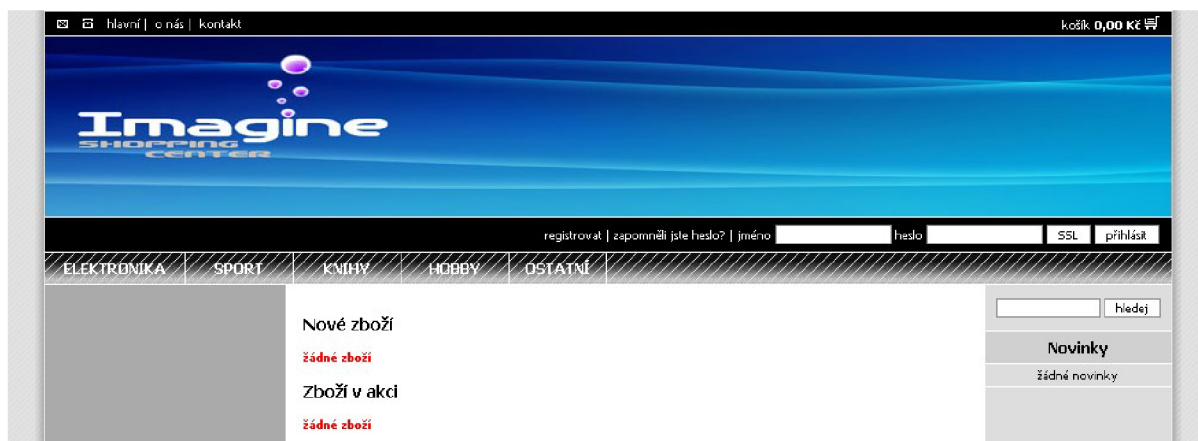 hlavní | o nás | kontakt
košík 0,00 Kč
Imagine
SHOPPING
CENTER
registrovat | zapomněli jste heslo? | jméno heslo SSL přihlásit
ELEKTRONIKA SPORT KNIHY HOBBY OSTATNÍ
hledej
Nové zboží
žádné zboží
Zboží v akci
žádné zboží
Novinky
žádné novinky